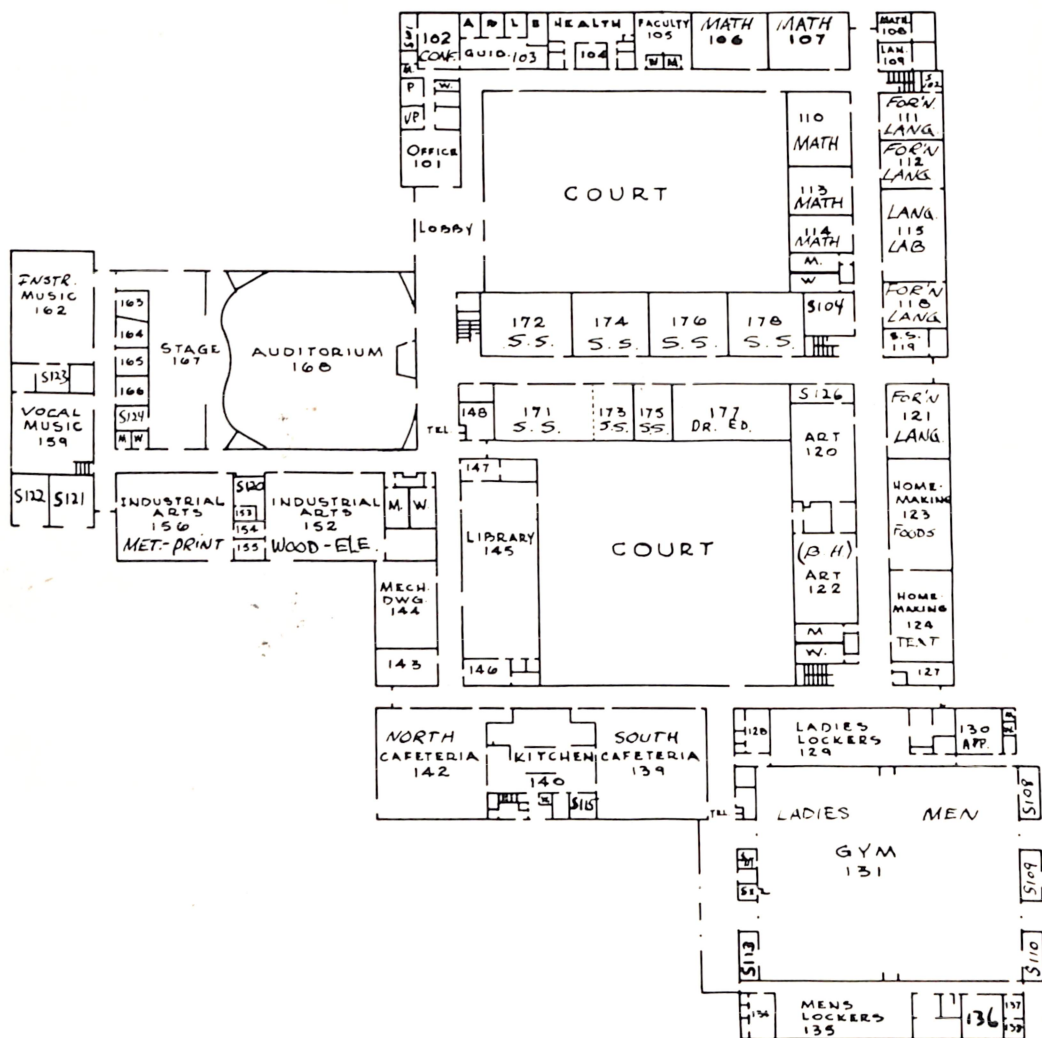 S101
102
CONF.
A
R
L
B
GUID. 103
HEALTH
104
FACULTY
105
W
M
MATH
106
MATH
107
MATH
108
LAN.
109
S102
P
W.
VP
OFFICE
101
LOBBY
COURT
110
MATH
113
MATH
114
MATH
M.
W
S104
FOR'N.
111
LANG.
FOR'N
112
LANG.
LANG.
115
LAB
FOR'N
118
LANG.
S.S.
119
INSTR.
MUSIC
162
S123
VOCAL
MUSIC
159
S122
S121
163
164
165
166
S124
M
W
STAGE
167
AUDITORIUM
168
172
S.S.
174
S.S.
176
S.S.
178
S.S.
TEL
148
171
S.S.
173
S.S.
175
S.S.
177
DR. ED.
S126
ART
120
FOR'N
121
LANG.
INDUSTRIAL
ARTS
156
MET.-PRINT
S120
153
154
155
INDUSTRIAL
ARTS
152
WOOD-ELE.
M.
W.
147
LIBRARY
145
146
COURT
(B H)
ART
122
M
W.
HOME-
MAKING
123
FOODS
HOME-
MAKING
124
TEXT
127
MECH.
DWG.
144
143
NORTH
CAFETERIA
142
KITCHEN
140
S115
SOUTH
CAFETERIA
139
TEL
128
LADIES
LOCKERS
129
130
APP.
LADIES
MEN
GYM
131
S108
S109
S110
S113
134
MENS
LOCKERS
135
136
137
138